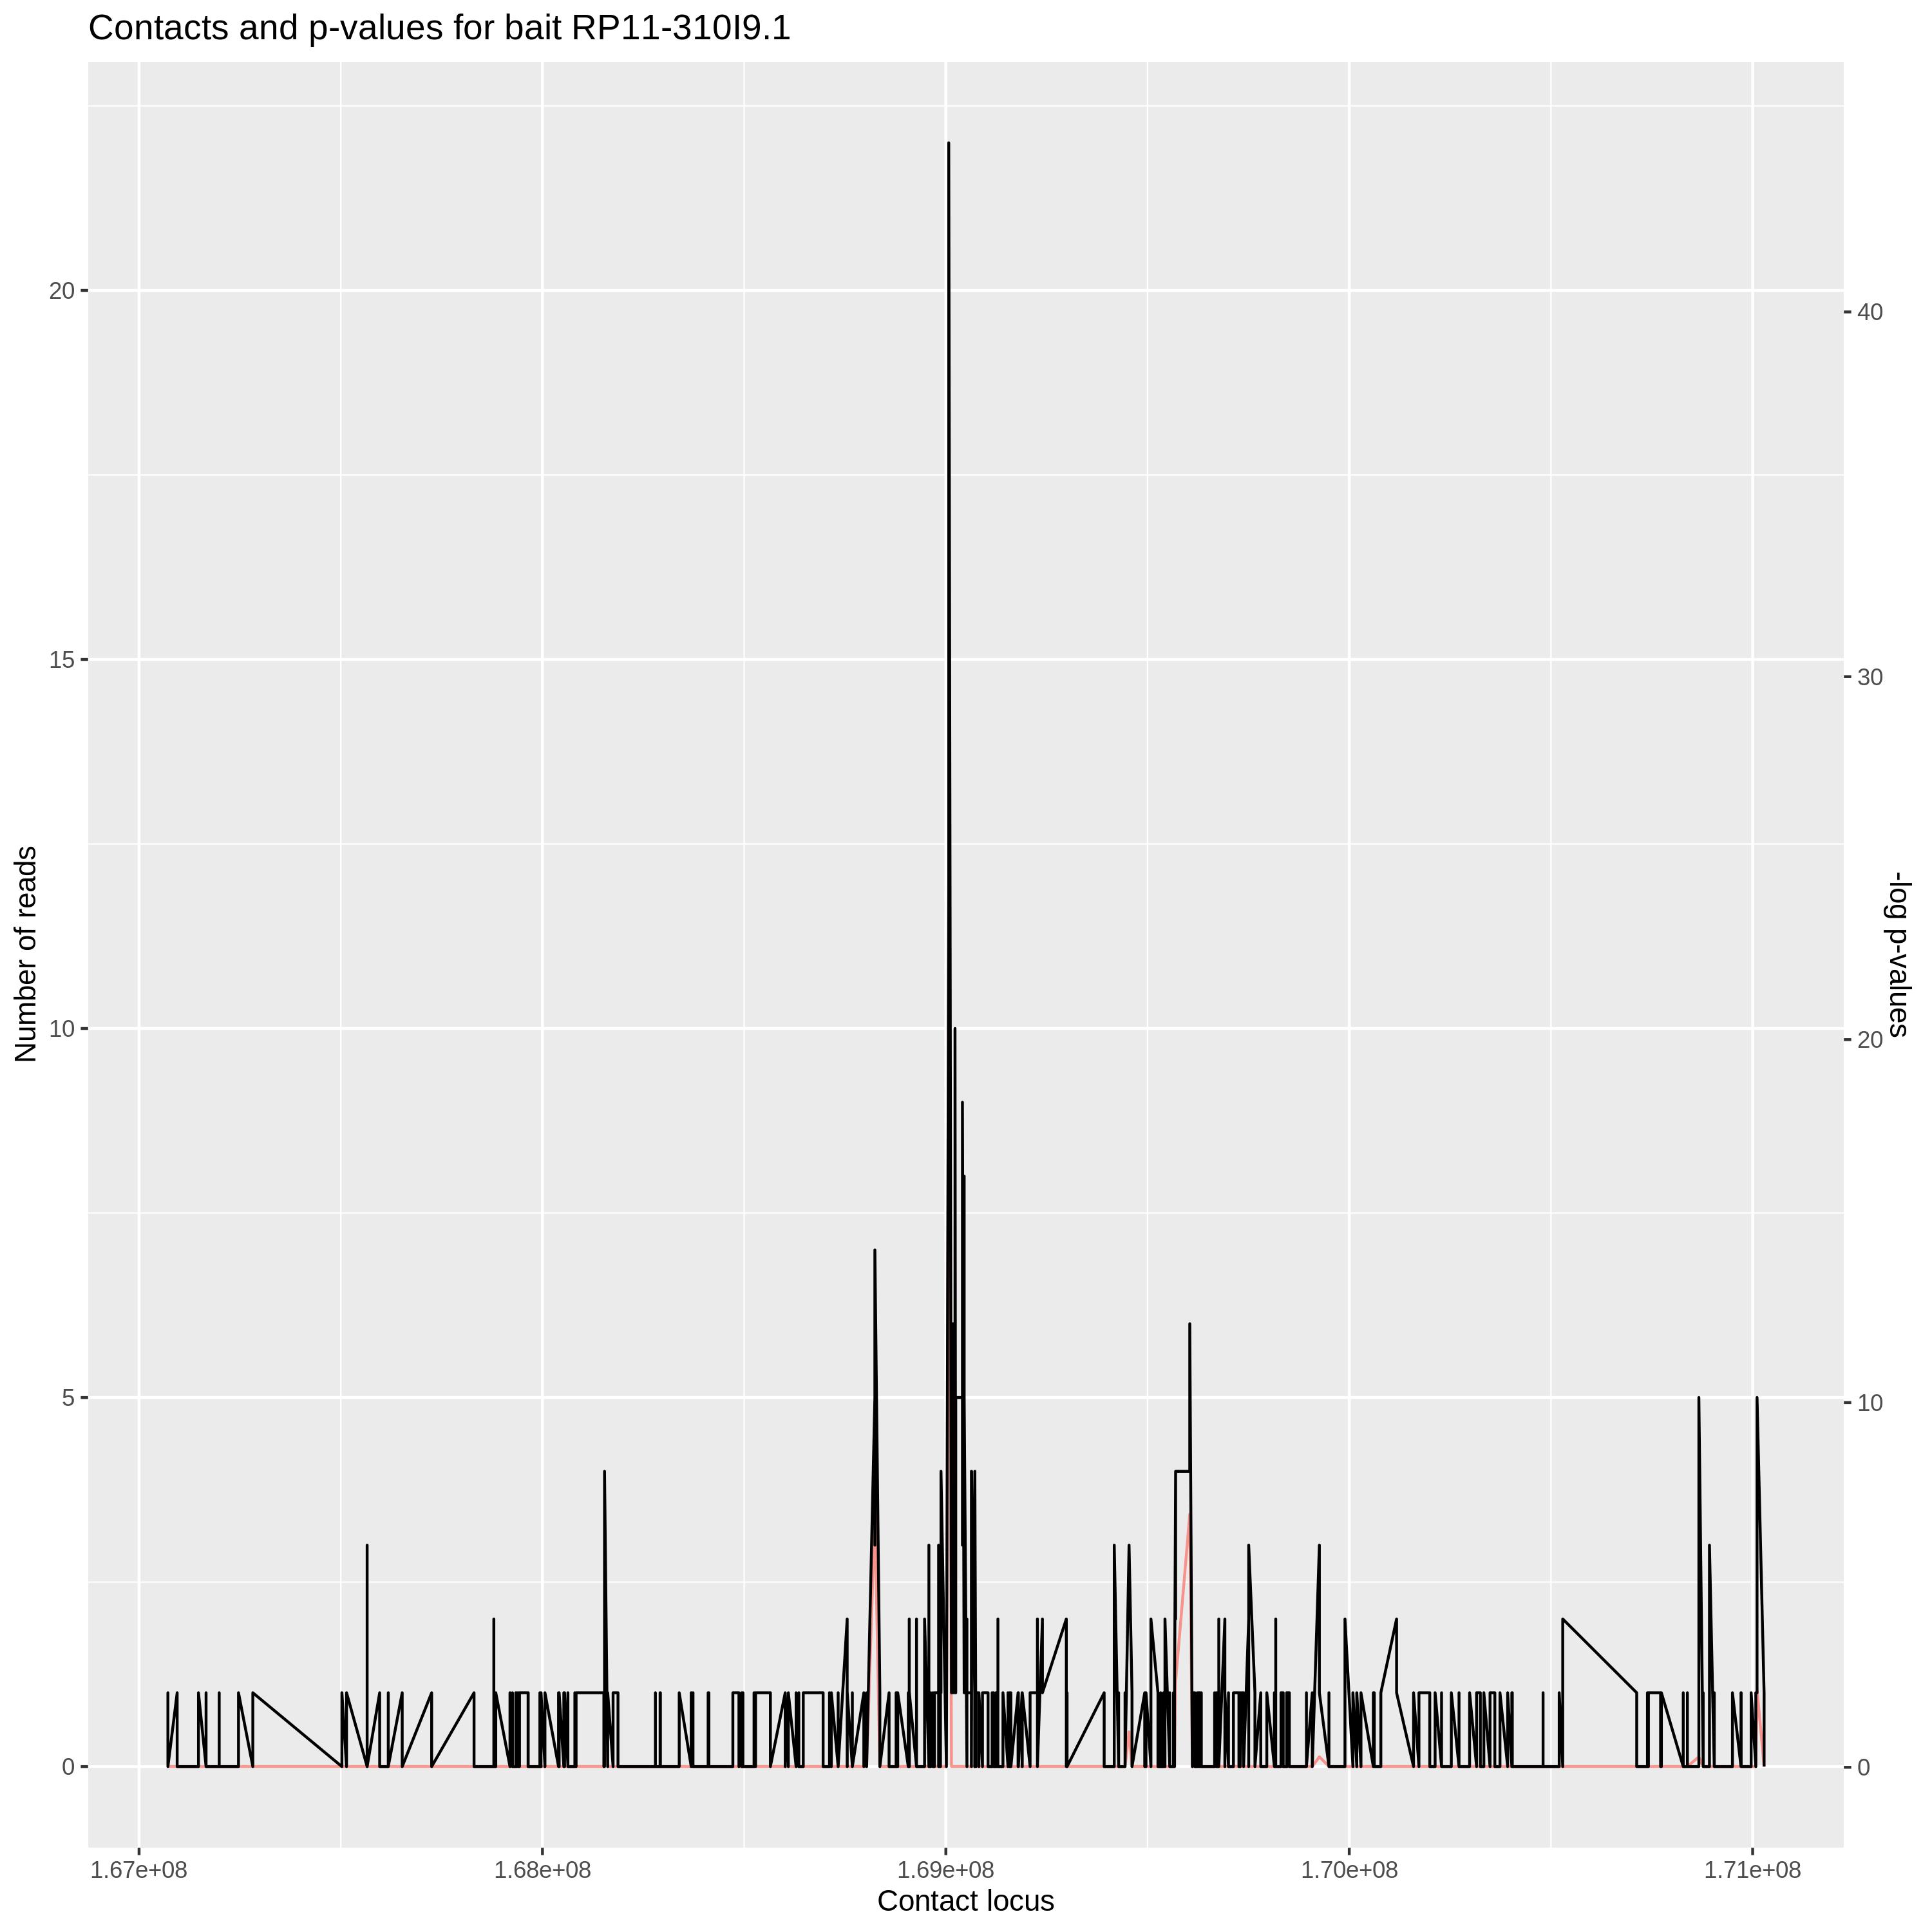 Contacts and p-values for bait RP11-310I9.1
20
15
10
5
0
40
30
20
10
0
Number of reads
-log p-values
1.67e+08 1.68e+08 1.69e+08 1.70e+08 1.71e+08
Contact locus